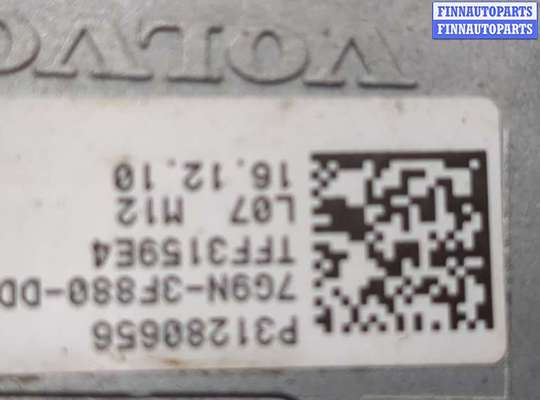 FINNAUTOPARTS
FINNAUTOPARTS
P31280656
7G9N-3F880-DD
TFF3159E4
L07 M12
16.12.10
VOLVO